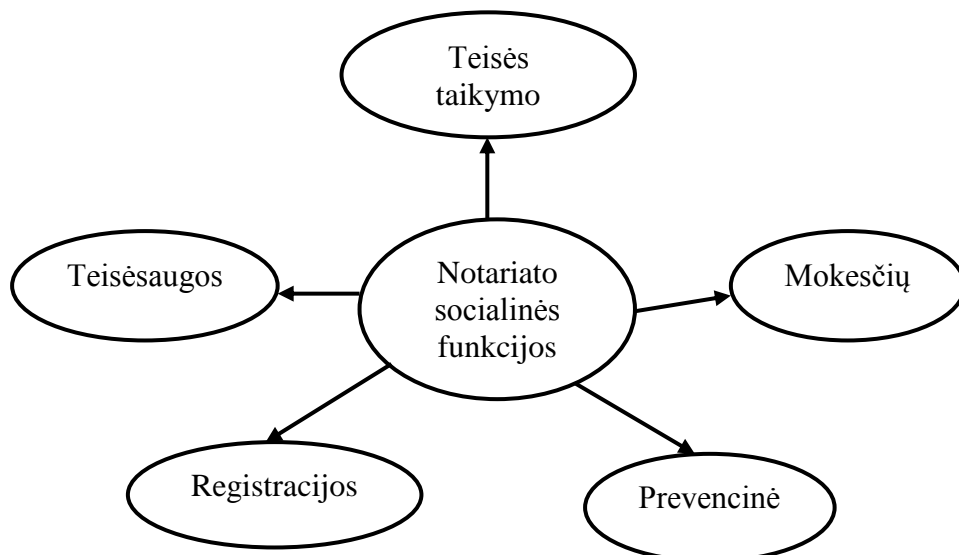 Teisės
taikymo
Teisėsaugos
Notariato
socialinės
funkcijos
Mokesčių
Registracijos
Prevencinė